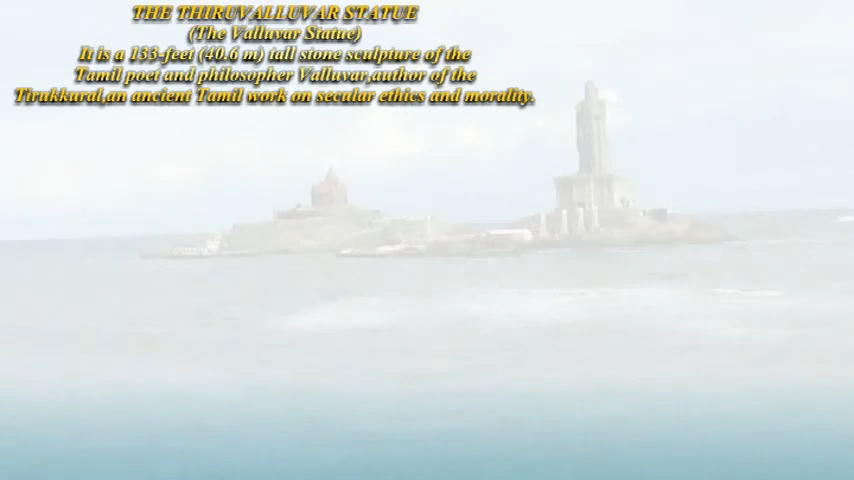 THE THIRUVALLUVAR STATUE
(The Valluvar Statue)
It is a 133-feet (40.6 m) tall stone sculpture of the
Tamil poet and philosopher Valluvar,author of the
Tirukkural,an ancient Tamil work on secular ethics and morality.